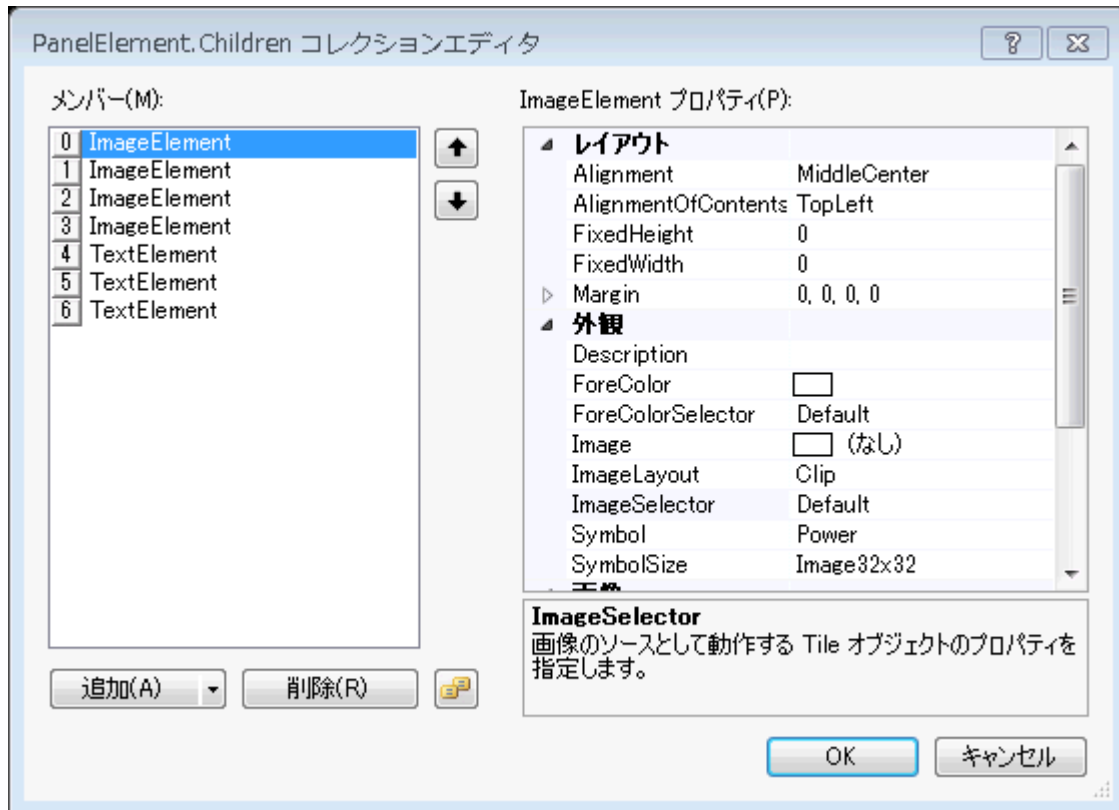 PanelElement.Children コレクションエディタ
メンバー(M):
0 ImageElement
1 ImageElement
2 ImageElement
3 ImageElement
4 TextElement
5 TextElement
6 TextElement
追加(A)
削除(R)
ImageElement プロパティ(P):
レイアウト
Alignment MiddleCenter
AlignmentOfContents TopLeft
FixedHeight 0
FixedWidth 0
Margin 0, 0, 0, 0
外観
Description
ForeColor
ForeColorSelector Default
Image (なし)
ImageLayout Clip
ImageSelector Default
Symbol Power
SymbolSize Image32x32
ImageSelector
画像のソースとして動作する Tile オブジェクトのプロパティを
指定します。
OK
キャンセル